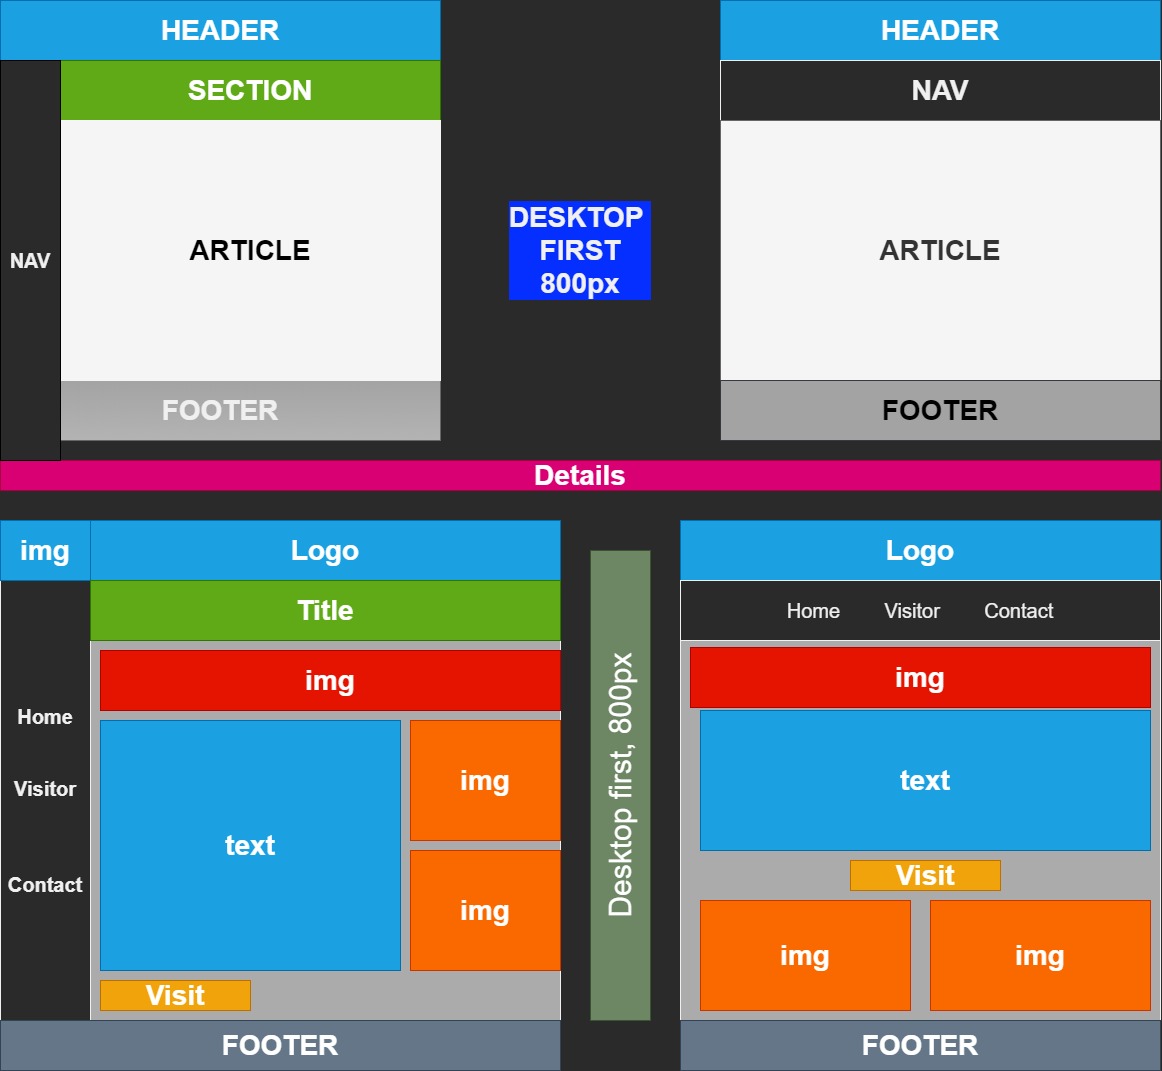 HEADER
SECTION
NAV
ARTICLE
FOOTER
DESKTOP
FIRST
800px
HEADER
NAV
ARTICLE
FOOTER
Details
img
Logo
Title
Home
Visitor
Contact
img
text
img
img
Visit
FOOTER
Desktop first, 800px
Logo
Home Visitor Contact
img
text
Visit
img
img
FOOTER